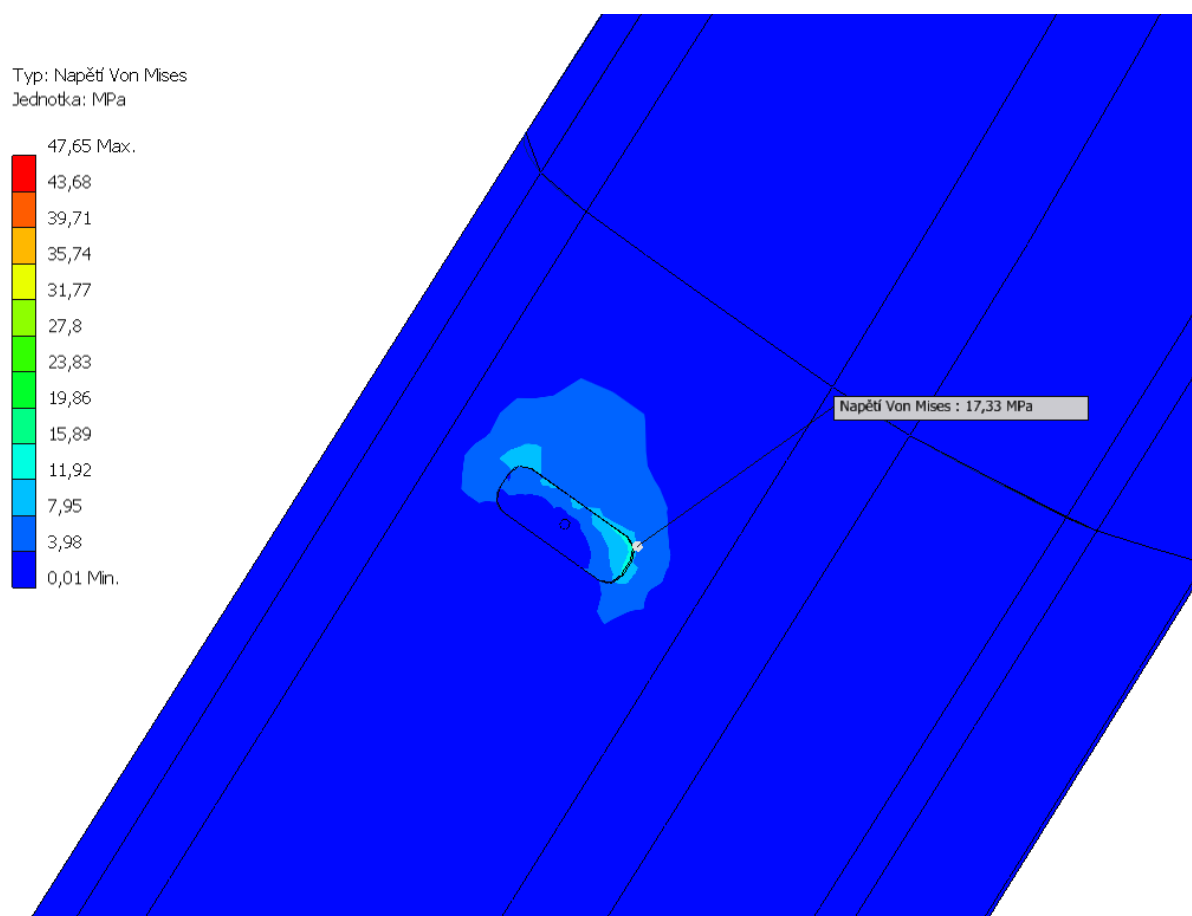 Typ: Napětí Von Mises
Jednotka: MPa
47,65 Max.
43,68
39,71
35,74
31,77
27,8
23,83
19,86
15,89
11,92
7,95
3,98
0,01 Min.
Napětí Von Mises : 17,33 MPa